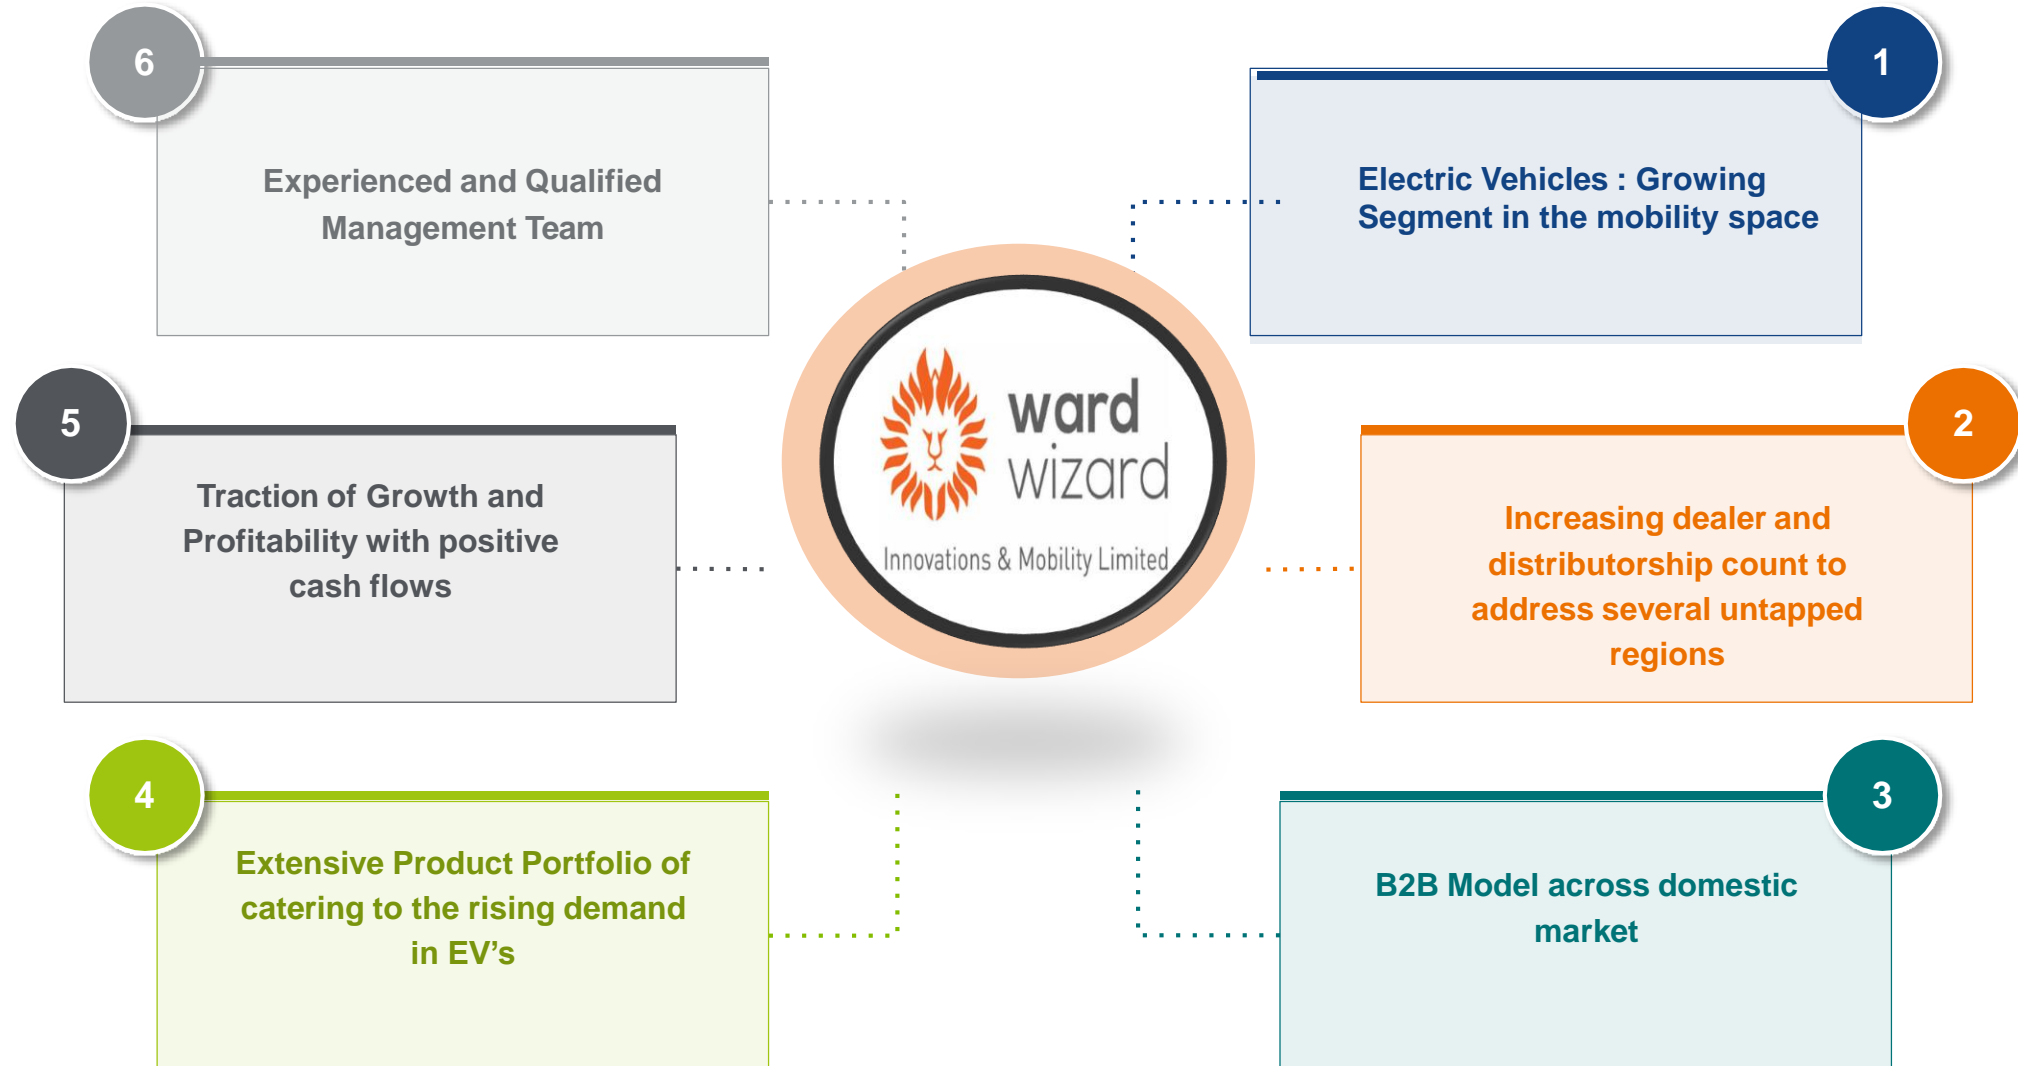 6
Experienced and Qualified
Management Team
1
Electric Vehicles : Growing
Segment in the mobility space
ward
wizard
Innovations & Mobility Limited
5
Traction of Growth and
Profitability with positive
cash flows
2
Increasing dealer and
distributorship count to
address several untapped
regions
4
Extensive Product Portfolio of
catering to the rising demand
in EV’s
3
B2B Model across domestic
market